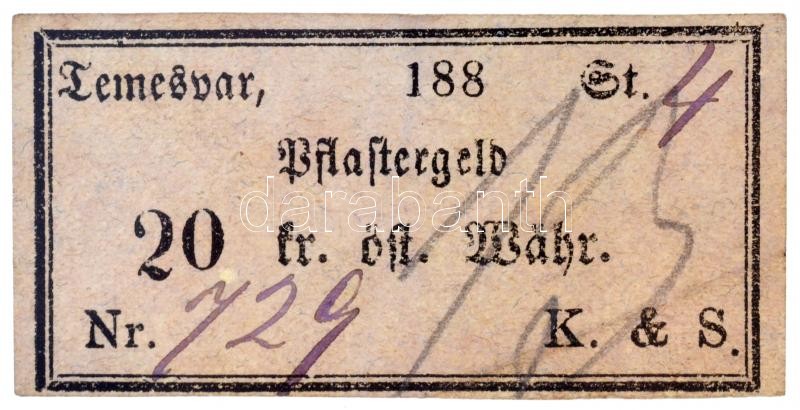 Temesvar, 188 St. 4
Pflaſtergeld
darabanth
20 kr. öſt. Währ.
Nr. 729 K. & S.